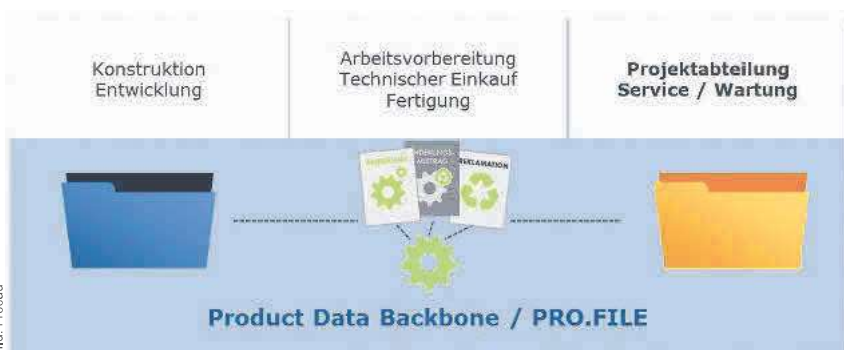 Konstruktion
Entwicklung
Arbeitsvorbereitung
Technischer Einkauf
Fertigung
Projektabteilung
Service / Wartung
REKLAMATION
Product Data Backbone / PRO.FILE